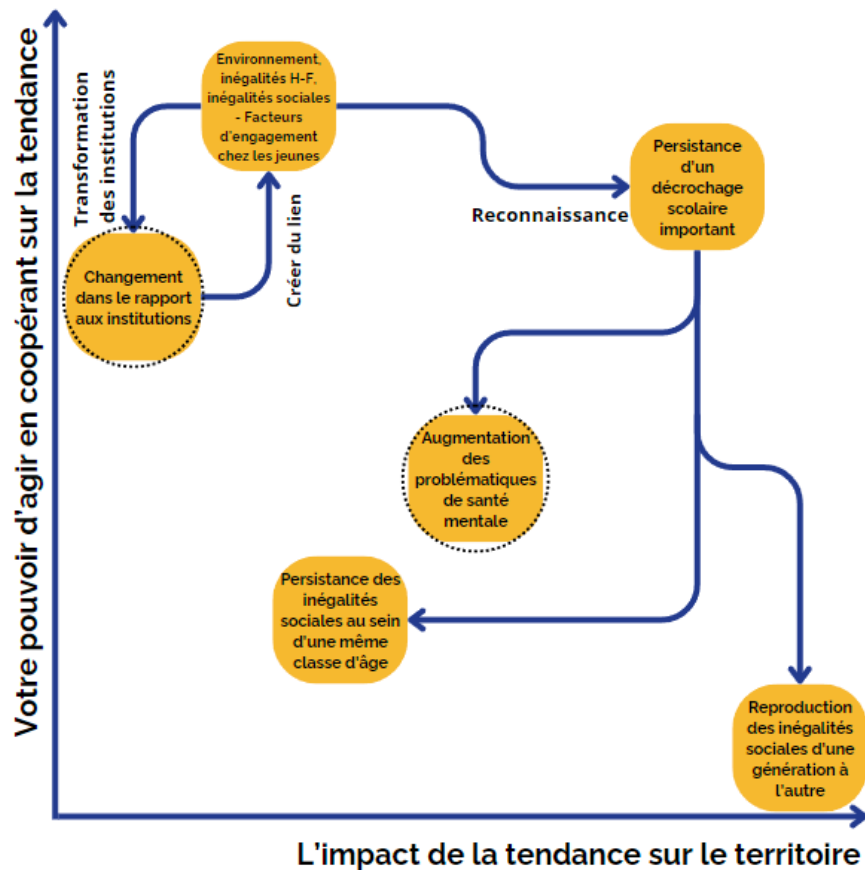 Votre pouvoir d'agir en coopérant sur la tendance
Environnement,
inégalités H-F,
inégalités sociales
- Facteurs
d'engagement
chez les jeunes
Transformation
des institutions
Persistance
d'un
décrochage
scolaire
important
Reconnaissance
Créer du lien
Changement
dans le rapport
aux institutions
Augmentation
des
problématiques
de santé
mentale
Persistance des
inégalités
sociales au sein
d'une même
classe d'âge
Reproduction
des inégalités
sociales d'une
génération à
l'autre
L'impact de la tendance sur le territoire